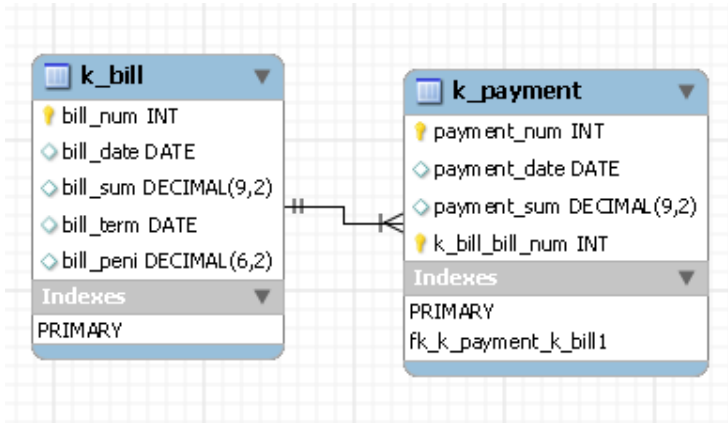 k_bill
bill_num INT
bill_date DATE
bill_sum DECIMAL(9,2)
bill_term DATE
bill_peni DECIMAL(6,2)
Indexes
PRIMARY
k_payment
payment_num INT
payment_date DATE
payment_sum DECIMAL(9,2)
k_bill_bill_num INT
Indexes
PRIMARY
fk_k_payment_k_bill1